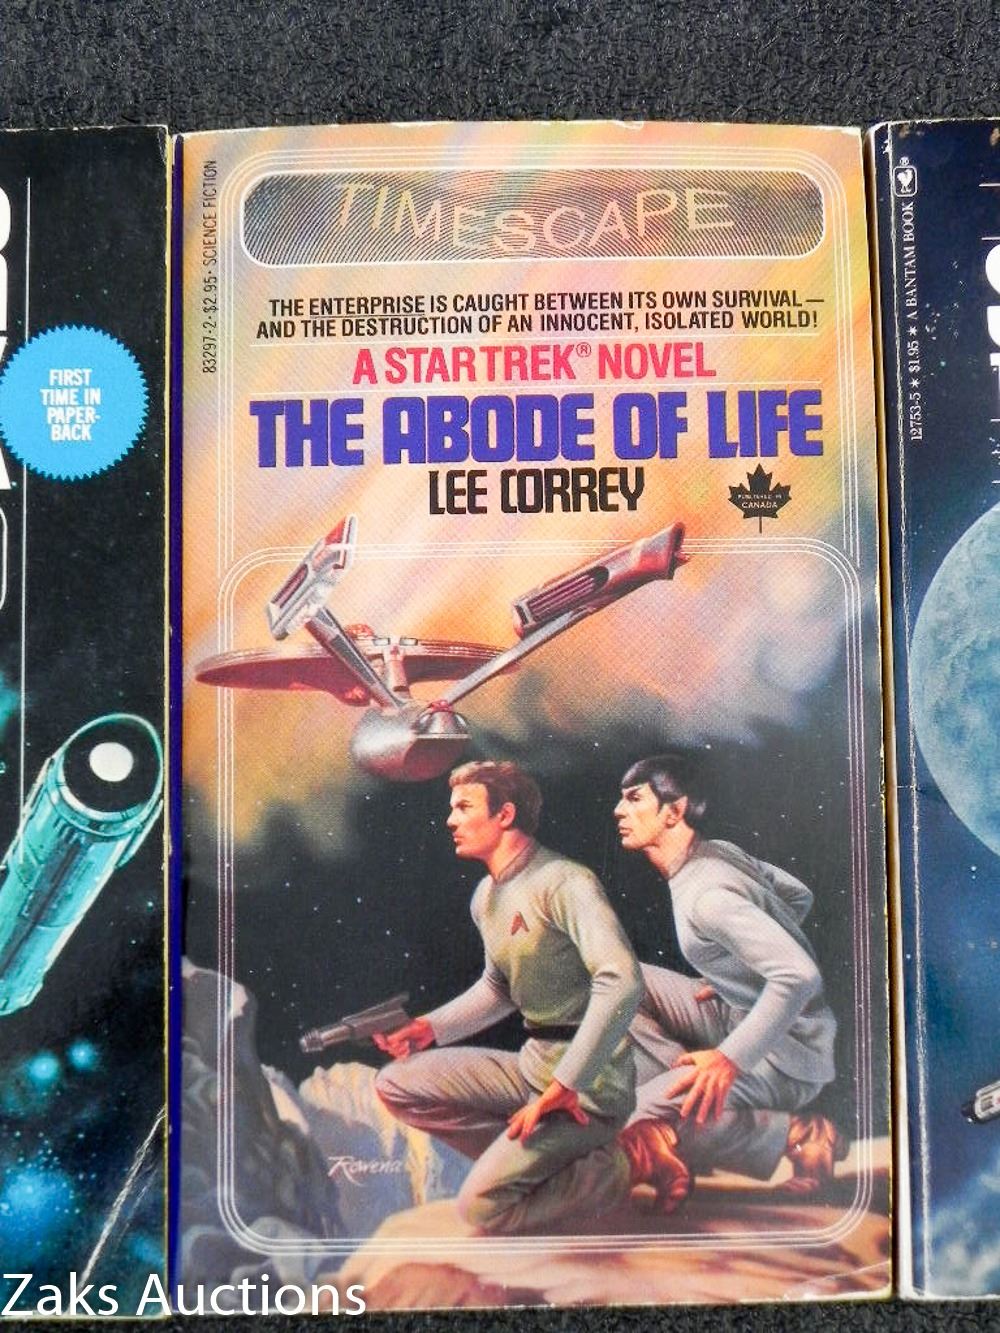 FIRST
TIME IN
PAPER-
BACK
83297-2·$2.95·SCIENCE FICTION
TIMESCAPE
THE ENTERPRISE IS CAUGHT BETWEEN ITS OWN SURVIVAL—
AND THE DESTRUCTION OF AN INNOCENT, ISOLATED WORLD!
A STAR TREK® NOVEL
THE ABODE OF LIFE
LEE CORREY
PUBLISHED IN
CANADA
Rowena
12753-5 ★ $1.95 ★ A BANTAM BOOK
Zaks Auctions